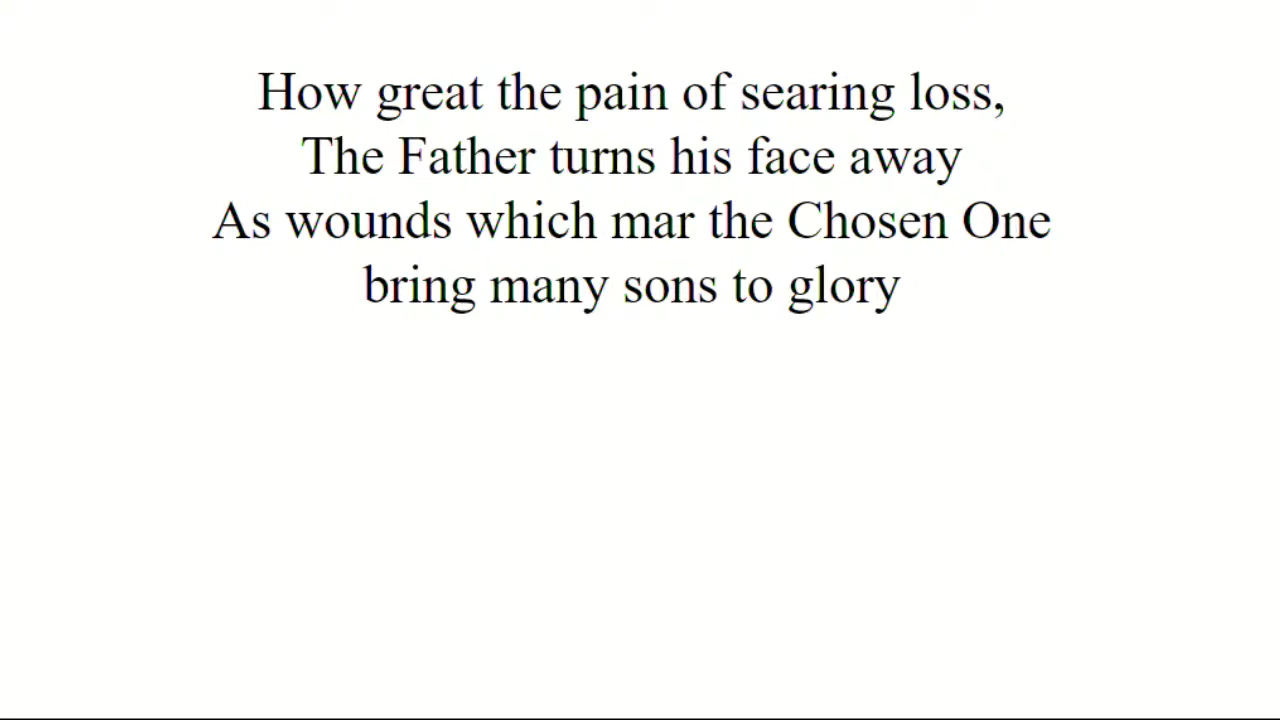 How great the pain of searing loss,
The Father turns his face away
As wounds which mar the Chosen One
bring many sons to glory